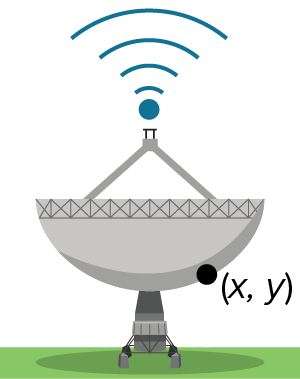 (x, y)